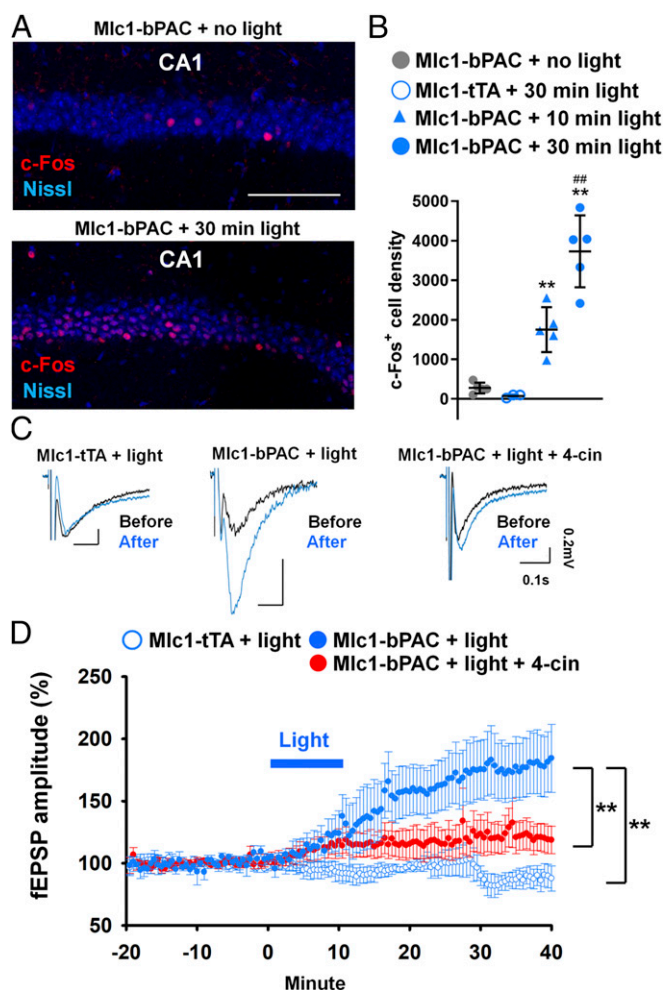 A
Mlc1-bPAC + no light
CA1
c-Fos
Nissl
Mlc1-bPAC + 30 min light
CA1
c-Fos
Nissl
B
Mlc1-bPAC + no light
Mlc1-tTA + 30 min light
Mlc1-bPAC + 10 min light
Mlc1-bPAC + 30 min light
c-Fos⁺ cell density
5000
4000
3000
2000
1000
0
**
##
**
C
Mlc1-tTA + light
Mlc1-bPAC + light
Mlc1-bPAC + light + 4-cin
Before
After
Before
After
Before
After
0.2mV
0.1s
D
Mlc1-tTA + light
Mlc1-bPAC + light
Mlc1-bPAC + light + 4-cin
fEPSP amplitude (%)
250
200
150
100
50
Light
**
**
-20 -10 0 10 20 30 40
Minute